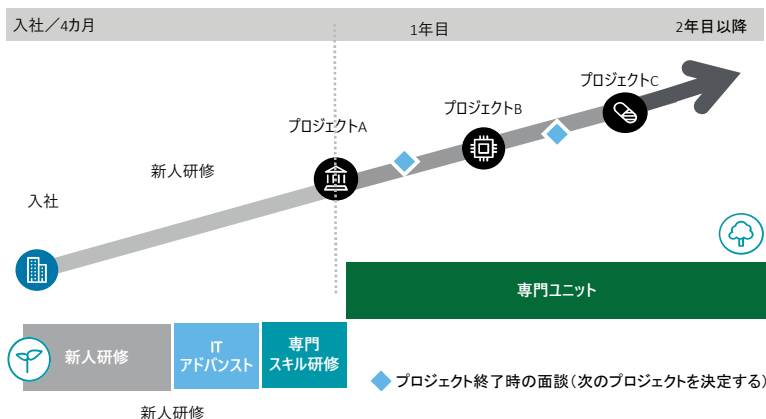 入社／4カ月
1年目
2年目以降
プロジェクトC
プロジェクトB
プロジェクトA
新人研修
入社
専門ユニット
新人研修
IT
アドバンスト
専門
スキル研修
プロジェクト終了時の面談（次のプロジェクトを決定する）
新人研修